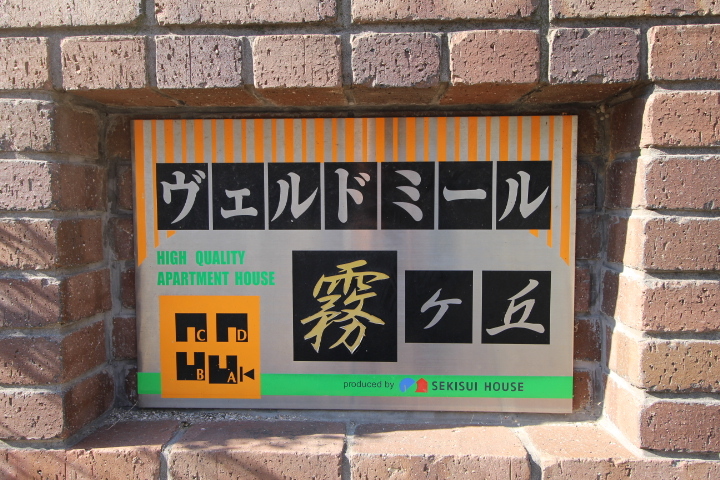 ヴェルドミール
HIGH QUALITY
APARTMENT HOUSE
霧ヶ丘
C D
B A
produced by SEKISUI HOUSE